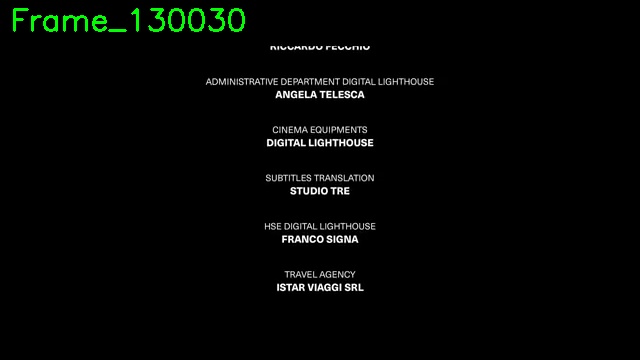 Frame_130030
RICCARDO PECCHIO
ADMINISTRATIVE DEPARTMENT DIGITAL LIGHTHOUSE
ANGELA TELESCA
CINEMA EQUIPMENTS
DIGITAL LIGHTHOUSE
SUBTITLES TRANSLATION
STUDIO TRE
HSE DIGITAL LIGHTHOUSE
FRANCO SIGNA
TRAVEL AGENCY
ISTAR VIAGGI SRL